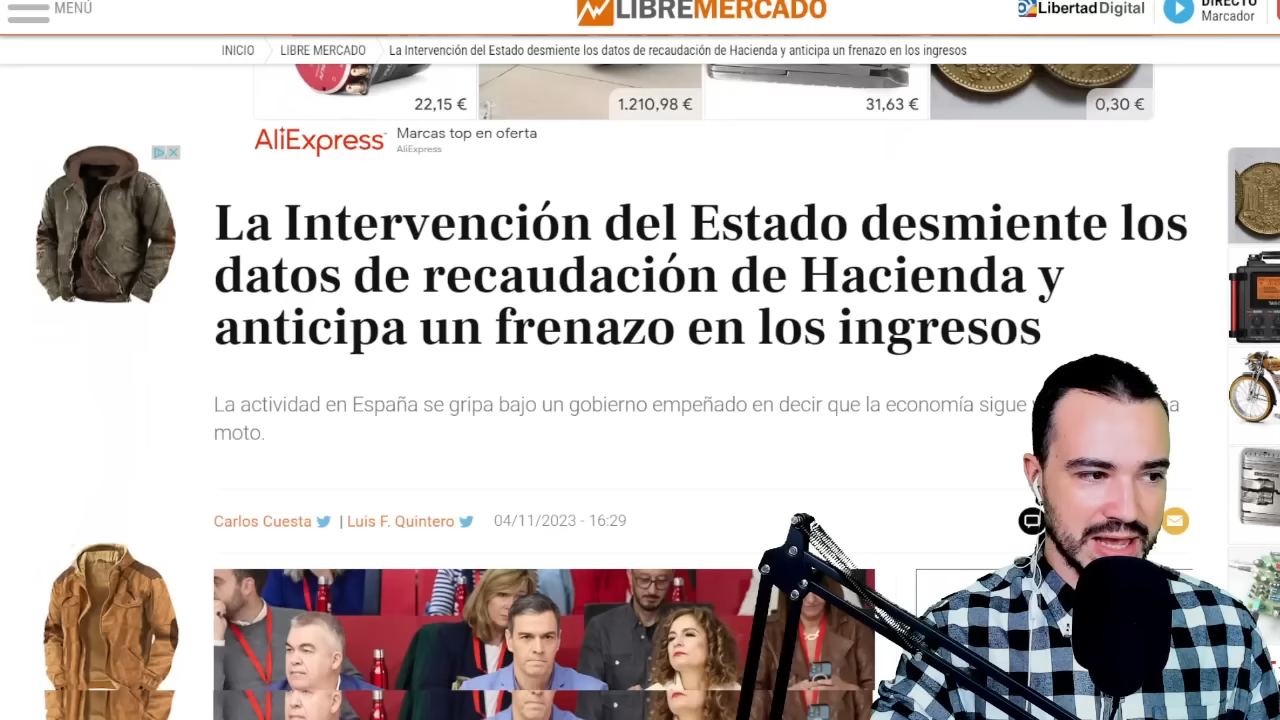 MENÚ
LIBREMERCADO
Libertad Digital
DIRECTO
Marcador
INICIO
LIBRE MERCADO
La Intervención del Estado desmiente los datos de recaudación de Hacienda y anticipa un frenazo en los ingresos
22,15 €
1.210,98 €
31,63 €
0,30 €
AliExpress
Marcas top en oferta
AliExpress
La Intervención del Estado desmiente los
datos de recaudación de Hacienda y
anticipa un frenazo en los ingresos
La actividad en España se gripa bajo un gobierno empeñado en decir que la economía sigue
moto.
Carlos Cuesta | Luis F. Quintero 04/11/2023 - 16:29